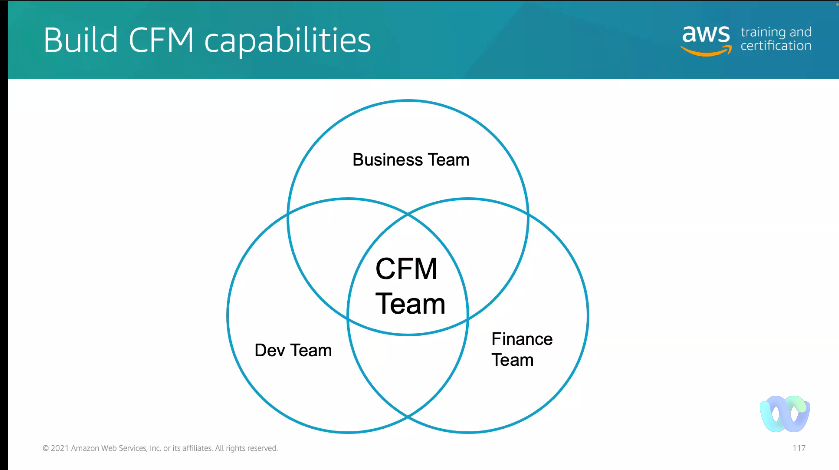 Build CFM capabilities
aws training and
certification
Business Team
CFM
Team
Dev Team
Finance
Team
© 2021 Amazon Web Services, Inc. or its affiliates. All rights reserved.
117